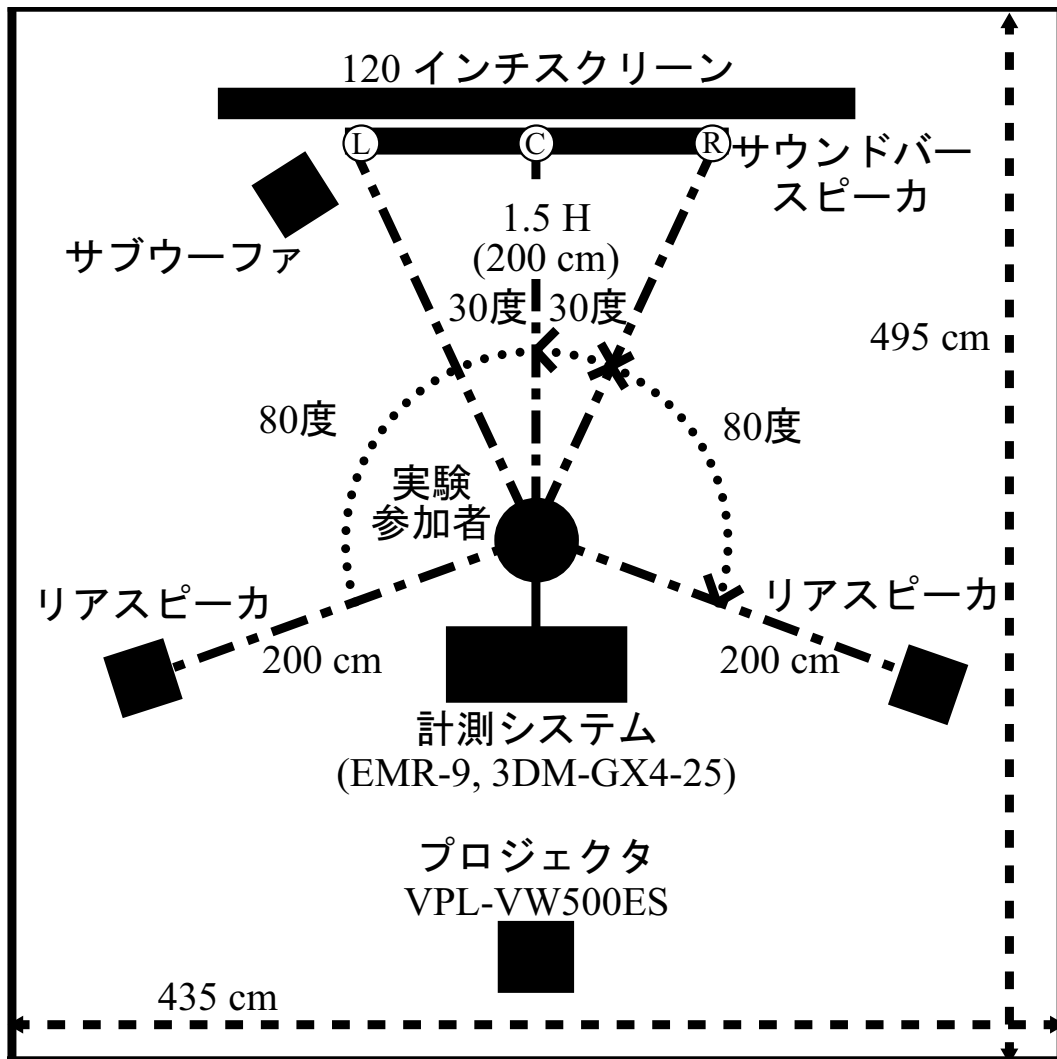 120 インチスクリーン
L
C
R
サウンドバー
スピーカ
サブウーファ
1.5 H
(200 cm)
30度
30度
495 cm
80度
80度
実験
参加者
リアスピーカ
リアスピーカ
200 cm
200 cm
計測システム
(EMR-9, 3DM-GX4-25)
プロジェクタ
VPL-VW500ES
435 cm